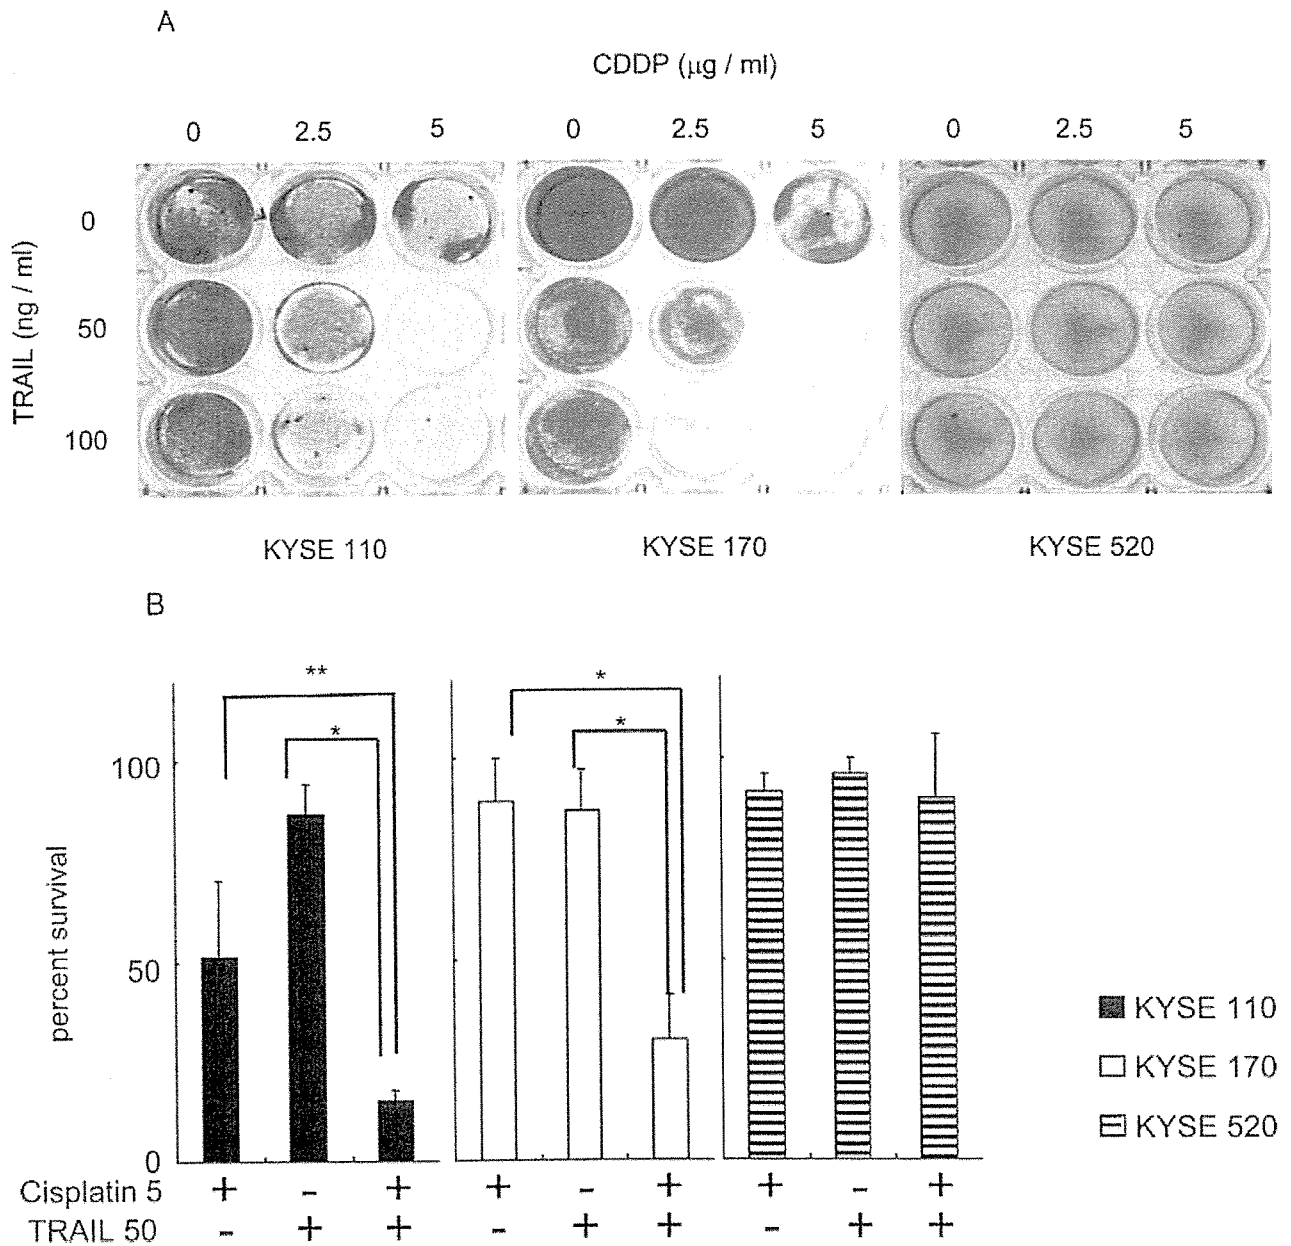 A
CDDP (μg / ml)
0 2.5 5 0 2.5 5 0 2.5 5
TRAIL (ng / ml)
0
50
100
KYSE 110 KYSE 170 KYSE 520
B
** * * *
percent survival
100
50
0
KYSE 110
KYSE 170
KYSE 520
Cisplatin 5 + - + + - + + - +
TRAIL 50 - + + - + + - + +